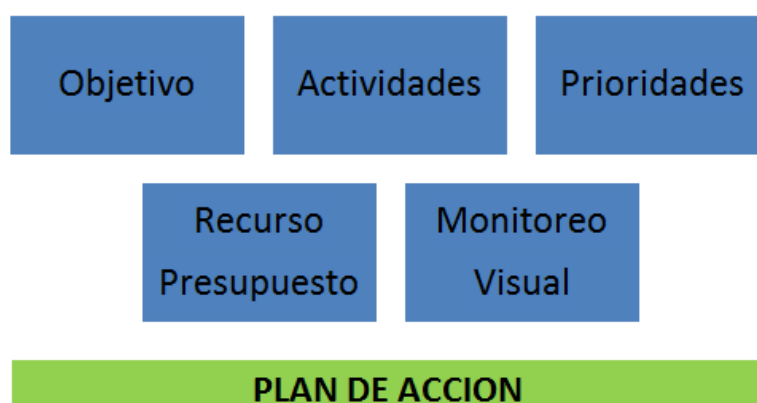 Objetivo
Actividades
Prioridades
Recurso
Presupuesto
Monitoreo
Visual
PLAN DE ACCION